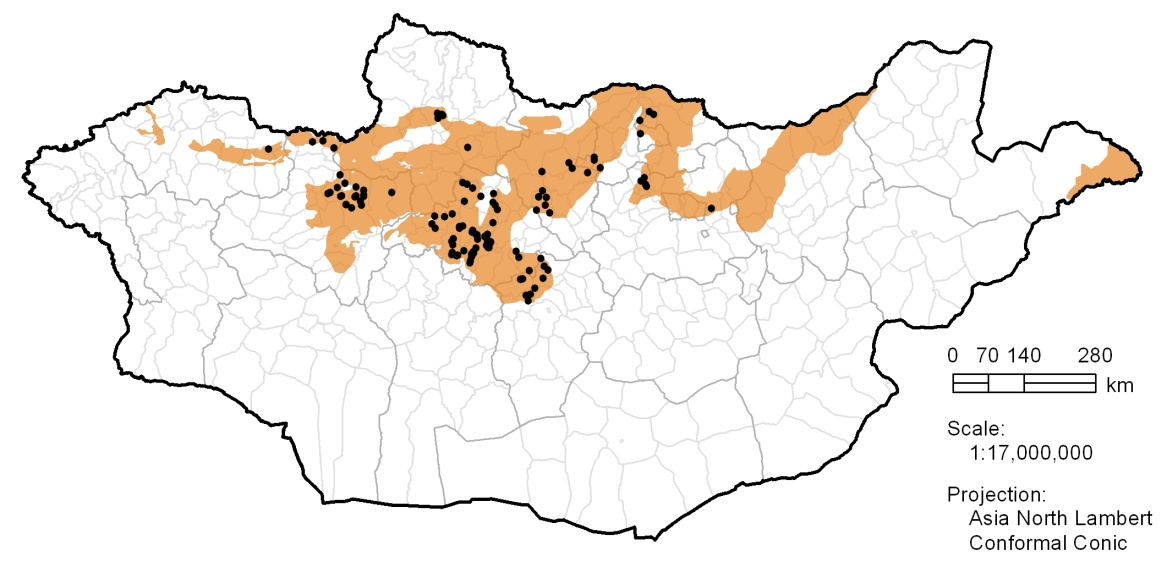 0 70 140 280
km
Scale:
1:17,000,000
Projection:
Asia North Lambert
Conformal Conic